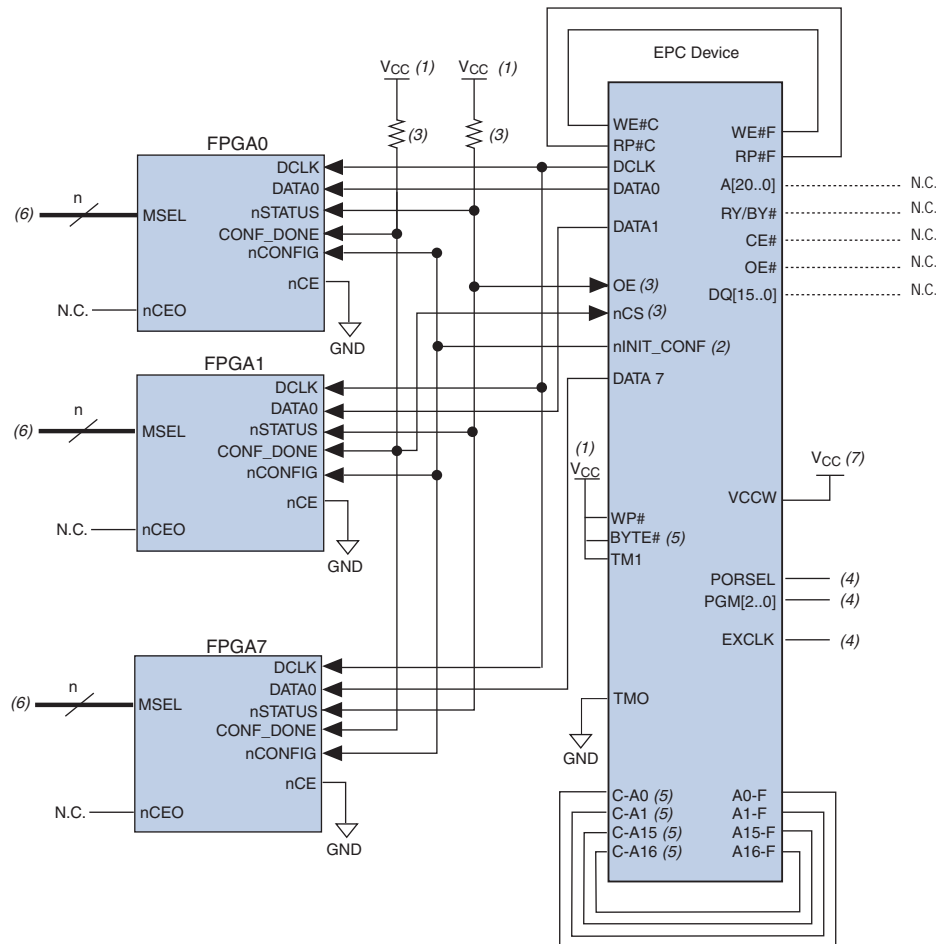 EPC Device
VCC (1)
VCC (1)
(3)
(3)
FPGA0
DCLK
DATA0
nSTATUS
CONF_DONE
nCONFIG
nCE
MSEL
nCEO
(6)
n
N.C.
GND
FPGA1
DCLK
DATA0
nSTATUS
CONF_DONE
nCONFIG
nCE
MSEL
nCEO
(6)
n
N.C.
GND
FPGA7
DCLK
DATA0
nSTATUS
CONF_DONE
nCONFIG
nCE
MSEL
nCEO
(6)
n
N.C.
GND
WE#C
RP#C
DCLK
DATA0
DATA1
OE (3)
nCS (3)
nINIT_CONF (2)
DATA 7
(1)
VCC
WP#
BYTE# (5)
TM1
TMO
GND
C-A0 (5)
C-A1 (5)
C-A15 (5)
C-A16 (5)
WE#F
RP#F
A[20..0] N.C.
RY/BY# N.C.
CE# N.C.
OE# N.C.
DQ[15..0] N.C.
VCC (7)
VCCW
PORSEL (4)
PGM[2..0] (4)
EXCLK (4)
A0-F
A1-F
A15-F
A16-F